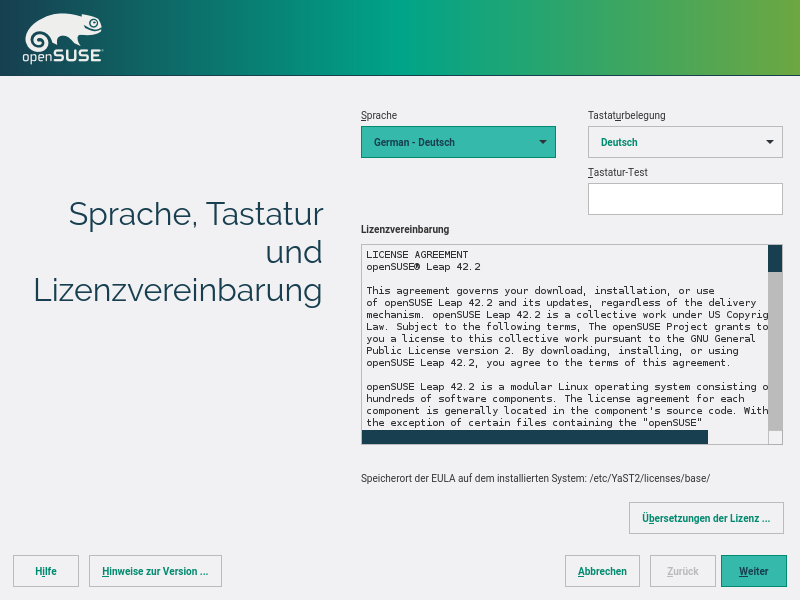 openSUSE
Sprache
Tastaturbelegung
German - Deutsch
Deutsch
Tastatur-Test
Sprache, Tastatur
und
Lizenzvereinbarung
Lizenzvereinbarung
LICENSE AGREEMENT
openSUSE® Leap 42.2
This agreement governs your download, installation, or use
of openSUSE Leap 42.2 and its updates, regardless of the delivery
mechanism. openSUSE Leap 42.2 is a collective work under US Copyrig
Law. Subject to the following terms, The openSUSE Project grants to
you a license to this collective work pursuant to the GNU General
Public License version 2. By downloading, installing, or using
openSUSE Leap 42.2, you agree to the terms of this agreement.
openSUSE Leap 42.2 is a modular Linux operating system consisting o
hundreds of software components. The license agreement for each
component is generally located in the component's source code. With
the exception of certain files containing the "openSUSE"
Speicherort der EULA auf dem installierten System: /etc/YaST2/licenses/base/
Übersetzungen der Lizenz ...
Hilfe
Hinweise zur Version ...
Abbrechen
Zurück
Weiter